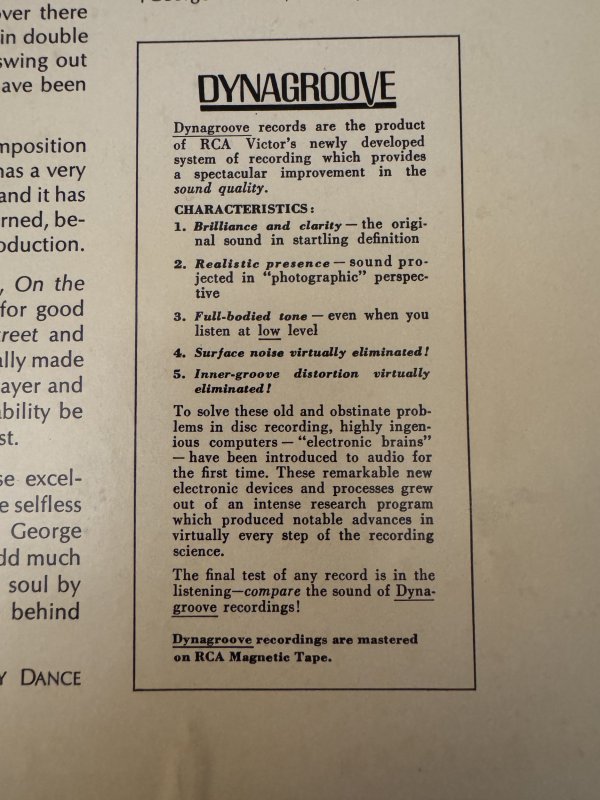 over there
in double
swing out
ave been
mposition
has a very
and it has
rned, be-
oduction.
, On the
for good
reet and
ally made
ayer and
ability be
st.
se excel-
e selfless
George
dd much
soul by
behind
Y DANCE
DYNAGROOVE
Dynagroove records are the product
of RCA Victor's newly developed
system of recording which provides
a spectacular improvement in the
sound quality.
CHARACTERISTICS:
1. Brilliance and clarity — the origi-
nal sound in startling definition
2. Realistic presence — sound pro-
jected in "photographic" perspec-
tive
3. Full-bodied tone — even when you
listen at low level
4. Surface noise virtually eliminated!
5. Inner-groove distortion virtually
eliminated!
To solve these old and obstinate prob-
lems in disc recording, highly ingen-
ious computers — "electronic brains"
— have been introduced to audio for
the first time. These remarkable new
electronic devices and processes grew
out of an intense research program
which produced notable advances in
virtually every step of the recording
science.
The final test of any record is in the
listening—compare the sound of Dyna-
groove recordings!
Dynagroove recordings are mastered
on RCA Magnetic Tape.